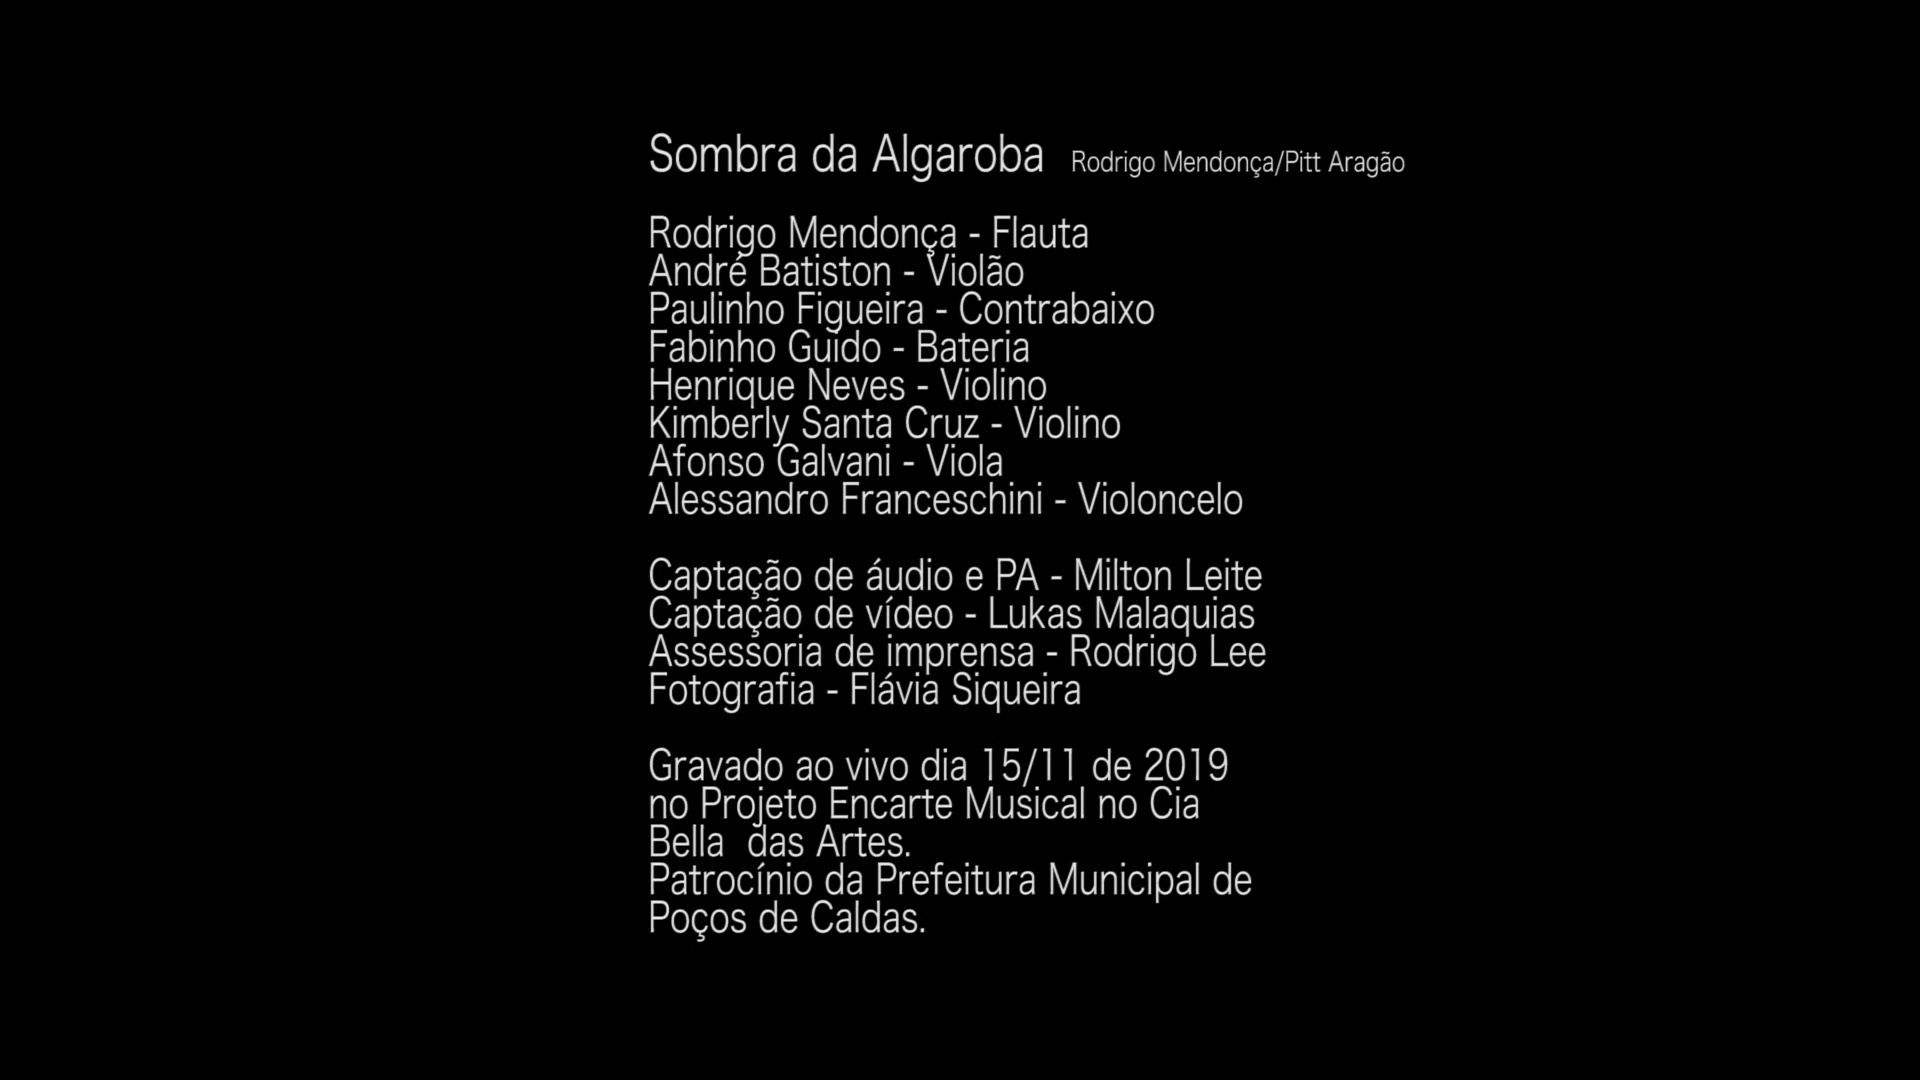 Sombra da Algaroba Rodrigo Mendonça/Pitt Aragão
Rodrigo Mendonça - Flauta
André Batiston - Violão
Paulinho Figueira - Contrabaixo
Fabinho Guido - Bateria
Henrique Neves - Violino
Kimberly Santa Cruz - Violino
Afonso Galvani - Viola
Alessandro Franceschini - Violoncelo
Captação de áudio e PA - Milton Leite
Captação de vídeo - Lukas Malaquias
Assessoria de imprensa - Rodrigo Lee
Fotografia - Flávia Siqueira
Gravado ao vivo dia 15/11 de 2019
no Projeto Encarte Musical no Cia
Bella  das Artes.
Patrocínio da Prefeitura Municipal de
Poços de Caldas.